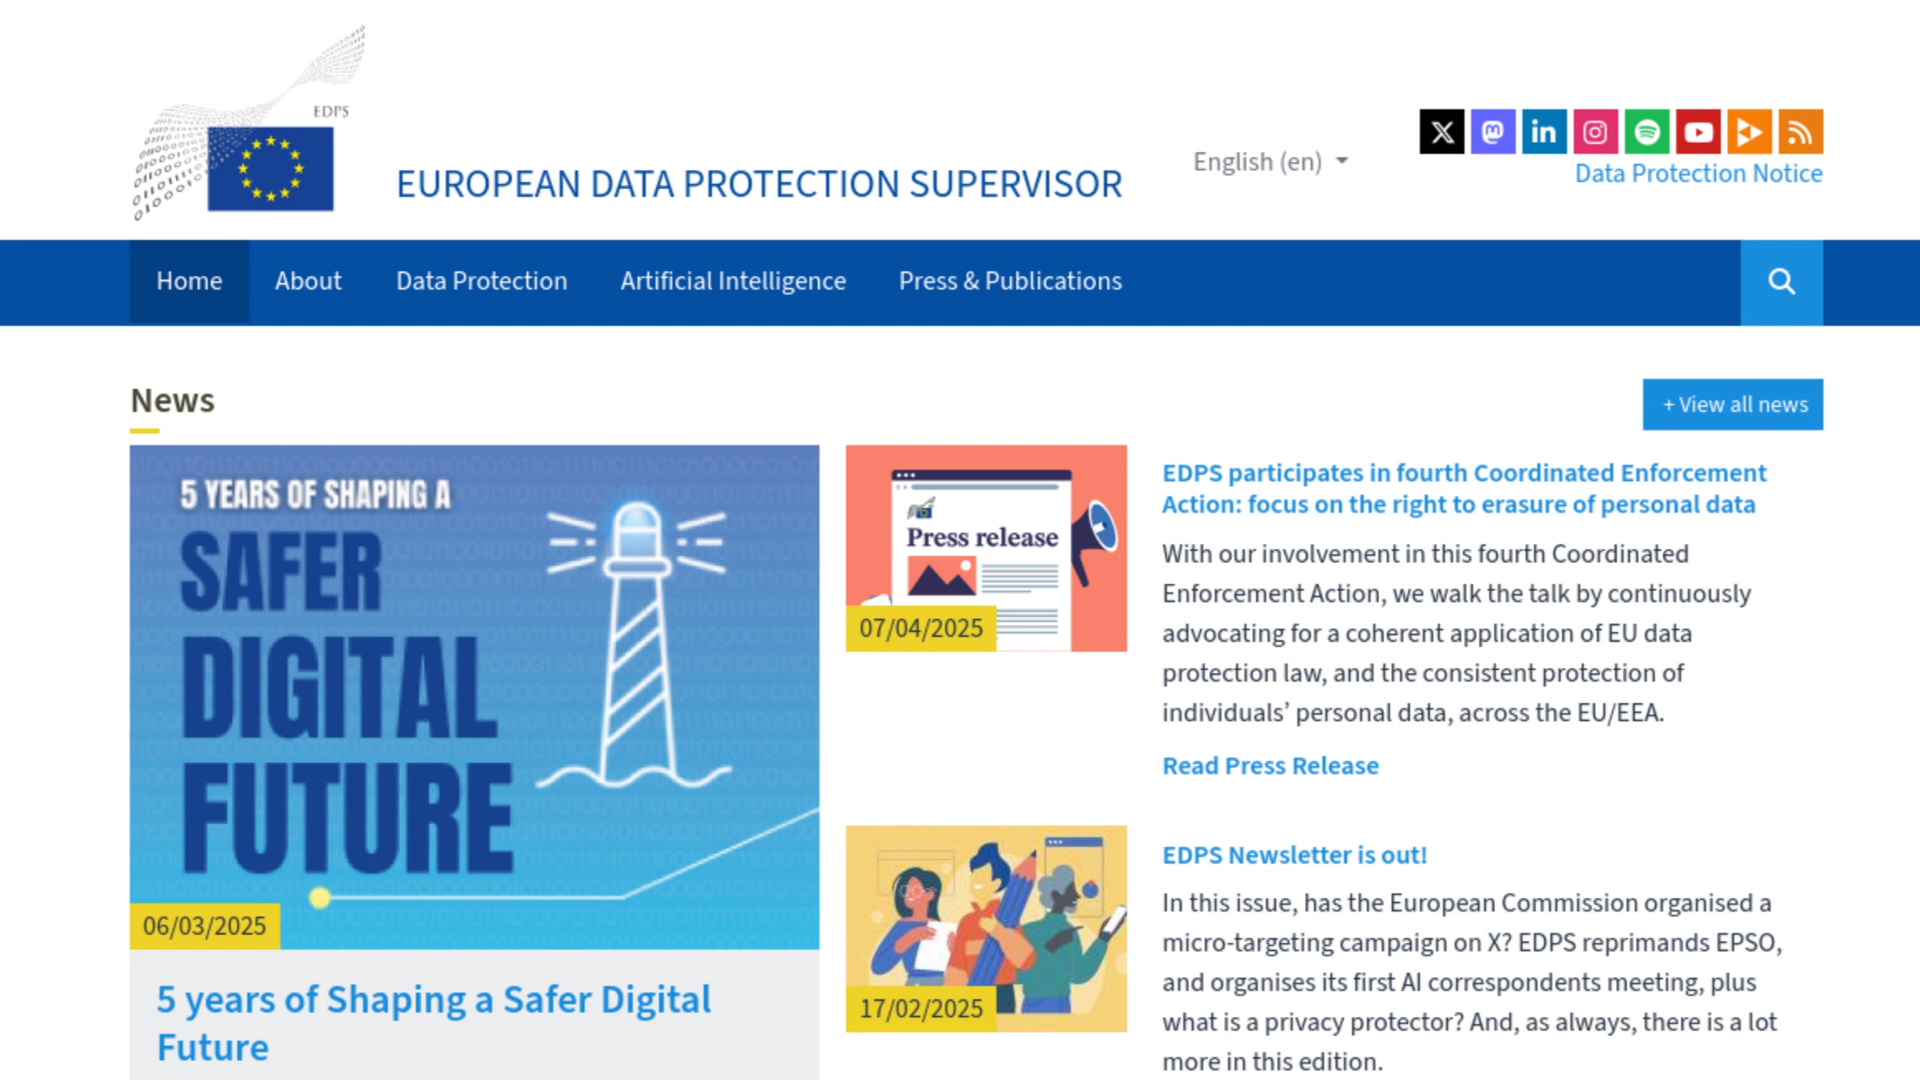 EDPS
EUROPEAN DATA PROTECTION SUPERVISOR
English (en)
Data Protection Notice
Home
About
Data Protection
Artificial Intelligence
Press & Publications
News
+ View all news
5 YEARS OF SHAPING A
SAFER
DIGITAL
FUTURE
06/03/2025
5 years of Shaping a Safer Digital
Future
Press release
07/04/2025
EDPS participates in fourth Coordinated Enforcement
Action: focus on the right to erasure of personal data
With our involvement in this fourth Coordinated
Enforcement Action, we walk the talk by continuously
advocating for a coherent application of EU data
protection law, and the consistent protection of
individuals’ personal data, across the EU/EEA.
Read Press Release
17/02/2025
EDPS Newsletter is out!
In this issue, has the European Commission organised a
micro-targeting campaign on X? EDPS reprimands EPSO,
and organises its first AI correspondents meeting, plus
what is a privacy protector? And, as always, there is a lot
more in this edition.